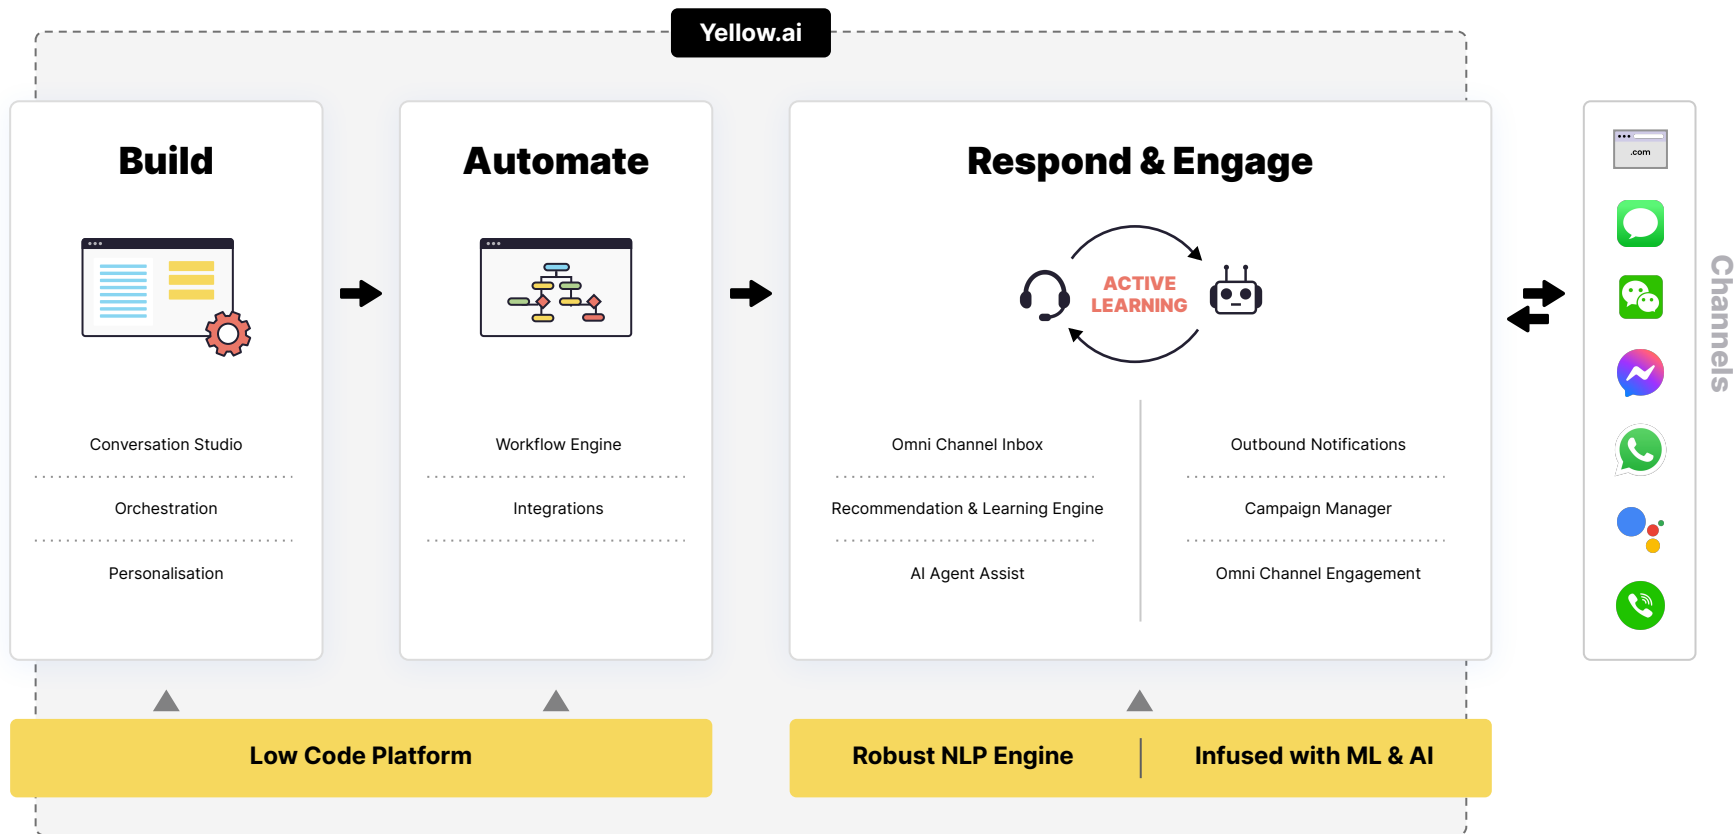 Yellow.ai
Build
Conversation Studio
Orchestration
Personalisation
Automate
Workflow Engine
Integrations
Respond & Engage
ACTIVE
LEARNING
Omni Channel Inbox
Recommendation & Learning Engine
AI Agent Assist
Outbound Notifications
Campaign Manager
Omni Channel Engagement
.com
Channels
Low Code Platform
Robust NLP Engine
Infused with ML & AI